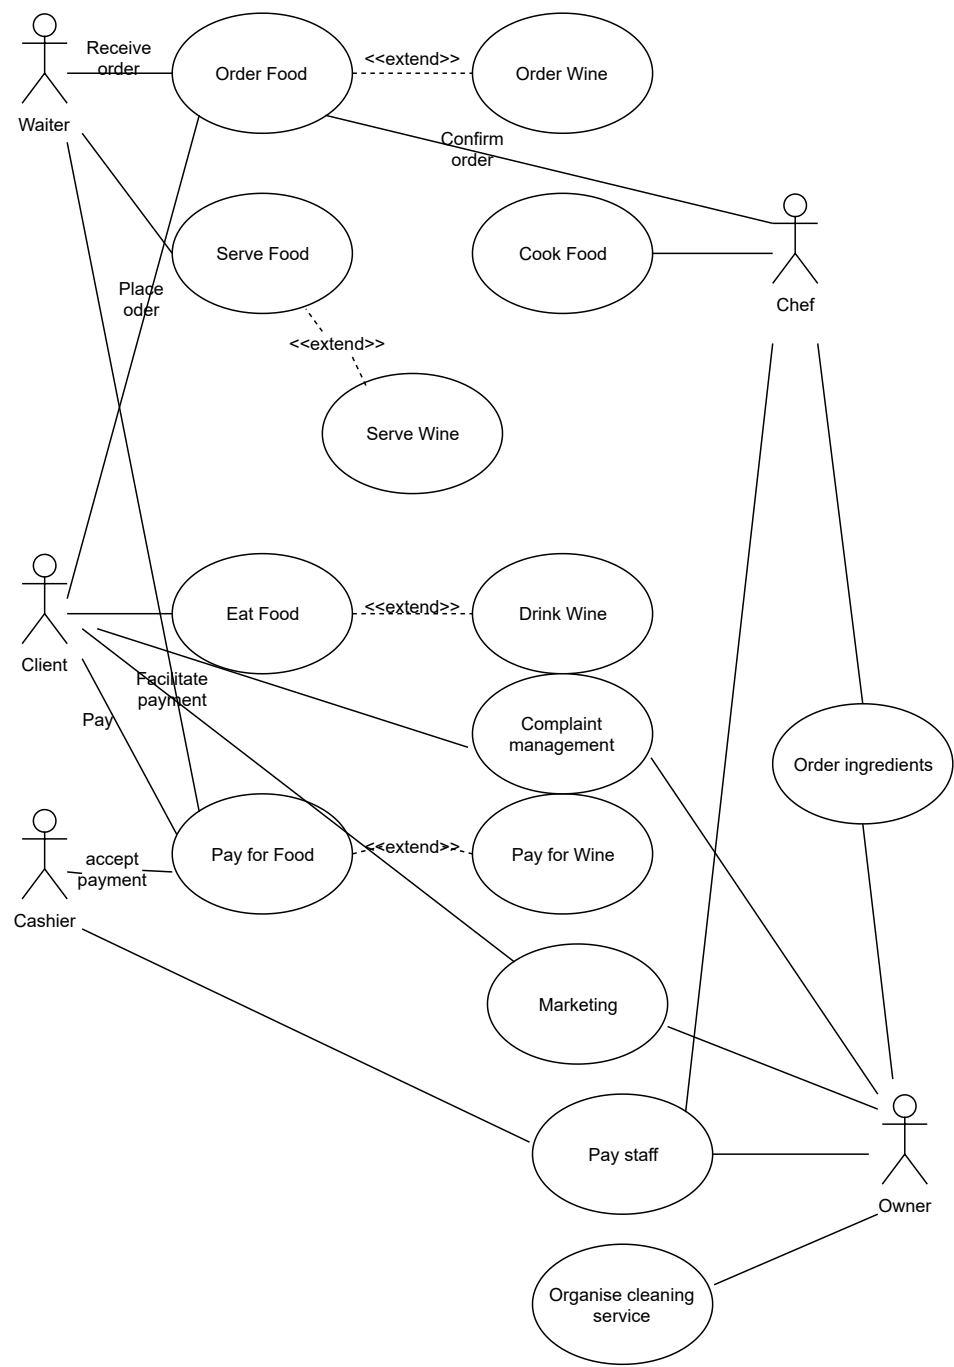 Receive
order
Order Food
<<extend>>
Order Wine
Waiter
Confirm
order
Serve Food
Cook Food
Chef
Place
oder
<<extend>>
Serve Wine
Eat Food
<<extend>>
Drink Wine
Client
Facilitate
payment
Pay
Complaint
management
Order ingredients
Pay for Food
<<extend>>
Pay for Wine
accept
payment
Cashier
Marketing
Pay staff
Owner
Organise cleaning
service